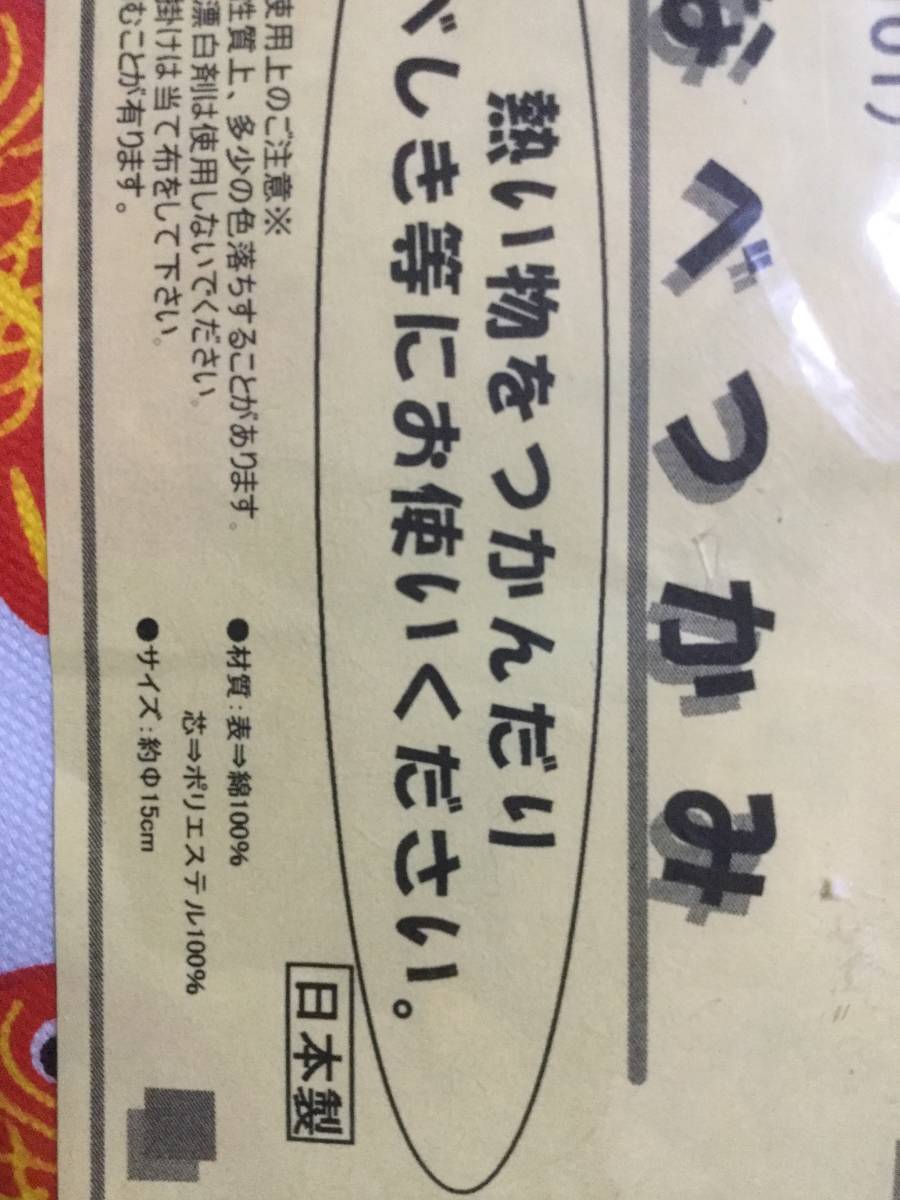 01)
なべつかみ
熱い物をつかんだり
べしき等にお使いください。
日本製
使用上のご注意※
性質上、多少の色落ちすることがあります。
漂白剤は使用しないでください。
掛けは当て布をして下さい。
むことが有ります。
●材質:表⇒綿100%
芯⇒ポリエステル100%
●サイズ:約Φ15cm